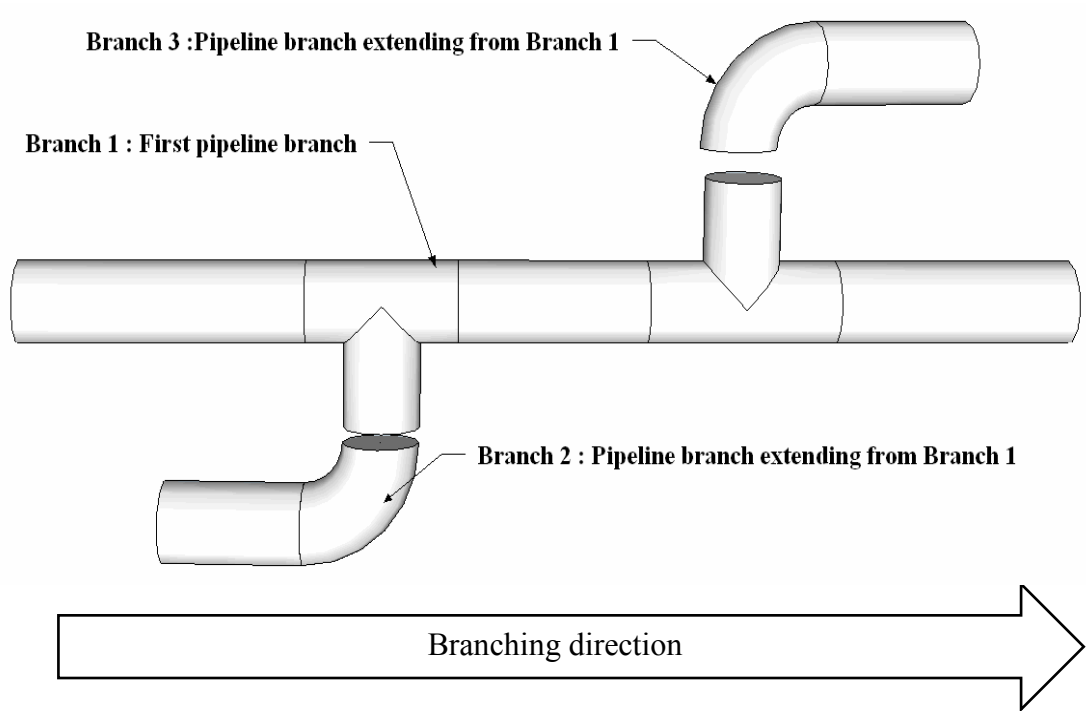 Branch 3 :Pipeline branch extending from Branch 1
Branch 1 : First pipeline branch
Branch 2 : Pipeline branch extending from Branch 1
Branching direction